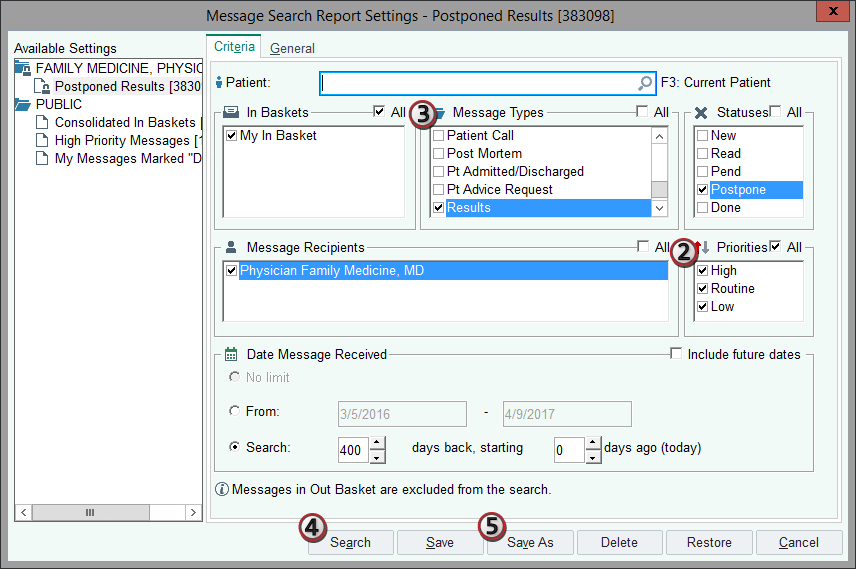 Message Search Report Settings - Postponed Results [383098]
x
Available Settings
FAMILY MEDICINE, PHYSIC
Postponed Results [3830
PUBLIC
Consolidated In Baskets [
High Priority Messages [1
My Messages Marked "D
Criteria General
Patient: F3: Current Patient
In Baskets All
My In Basket
3 Message Types All
Patient Call
Post Mortem
Pt Admitted/Discharged
Pt Advice Request
Results
Statuses All
New
Read
Pend
Postpone
Done
Message Recipients All
Physician Family Medicine, MD
2 Priorities All
High
Routine
Low
Date Message Received Include future dates
No limit
From: 3/5/2016 - 4/9/2017
Search: 400 days back, starting 0 days ago (today)
Messages in Out Basket are excluded from the search.
4 5
Search Save Save As Delete Restore Cancel